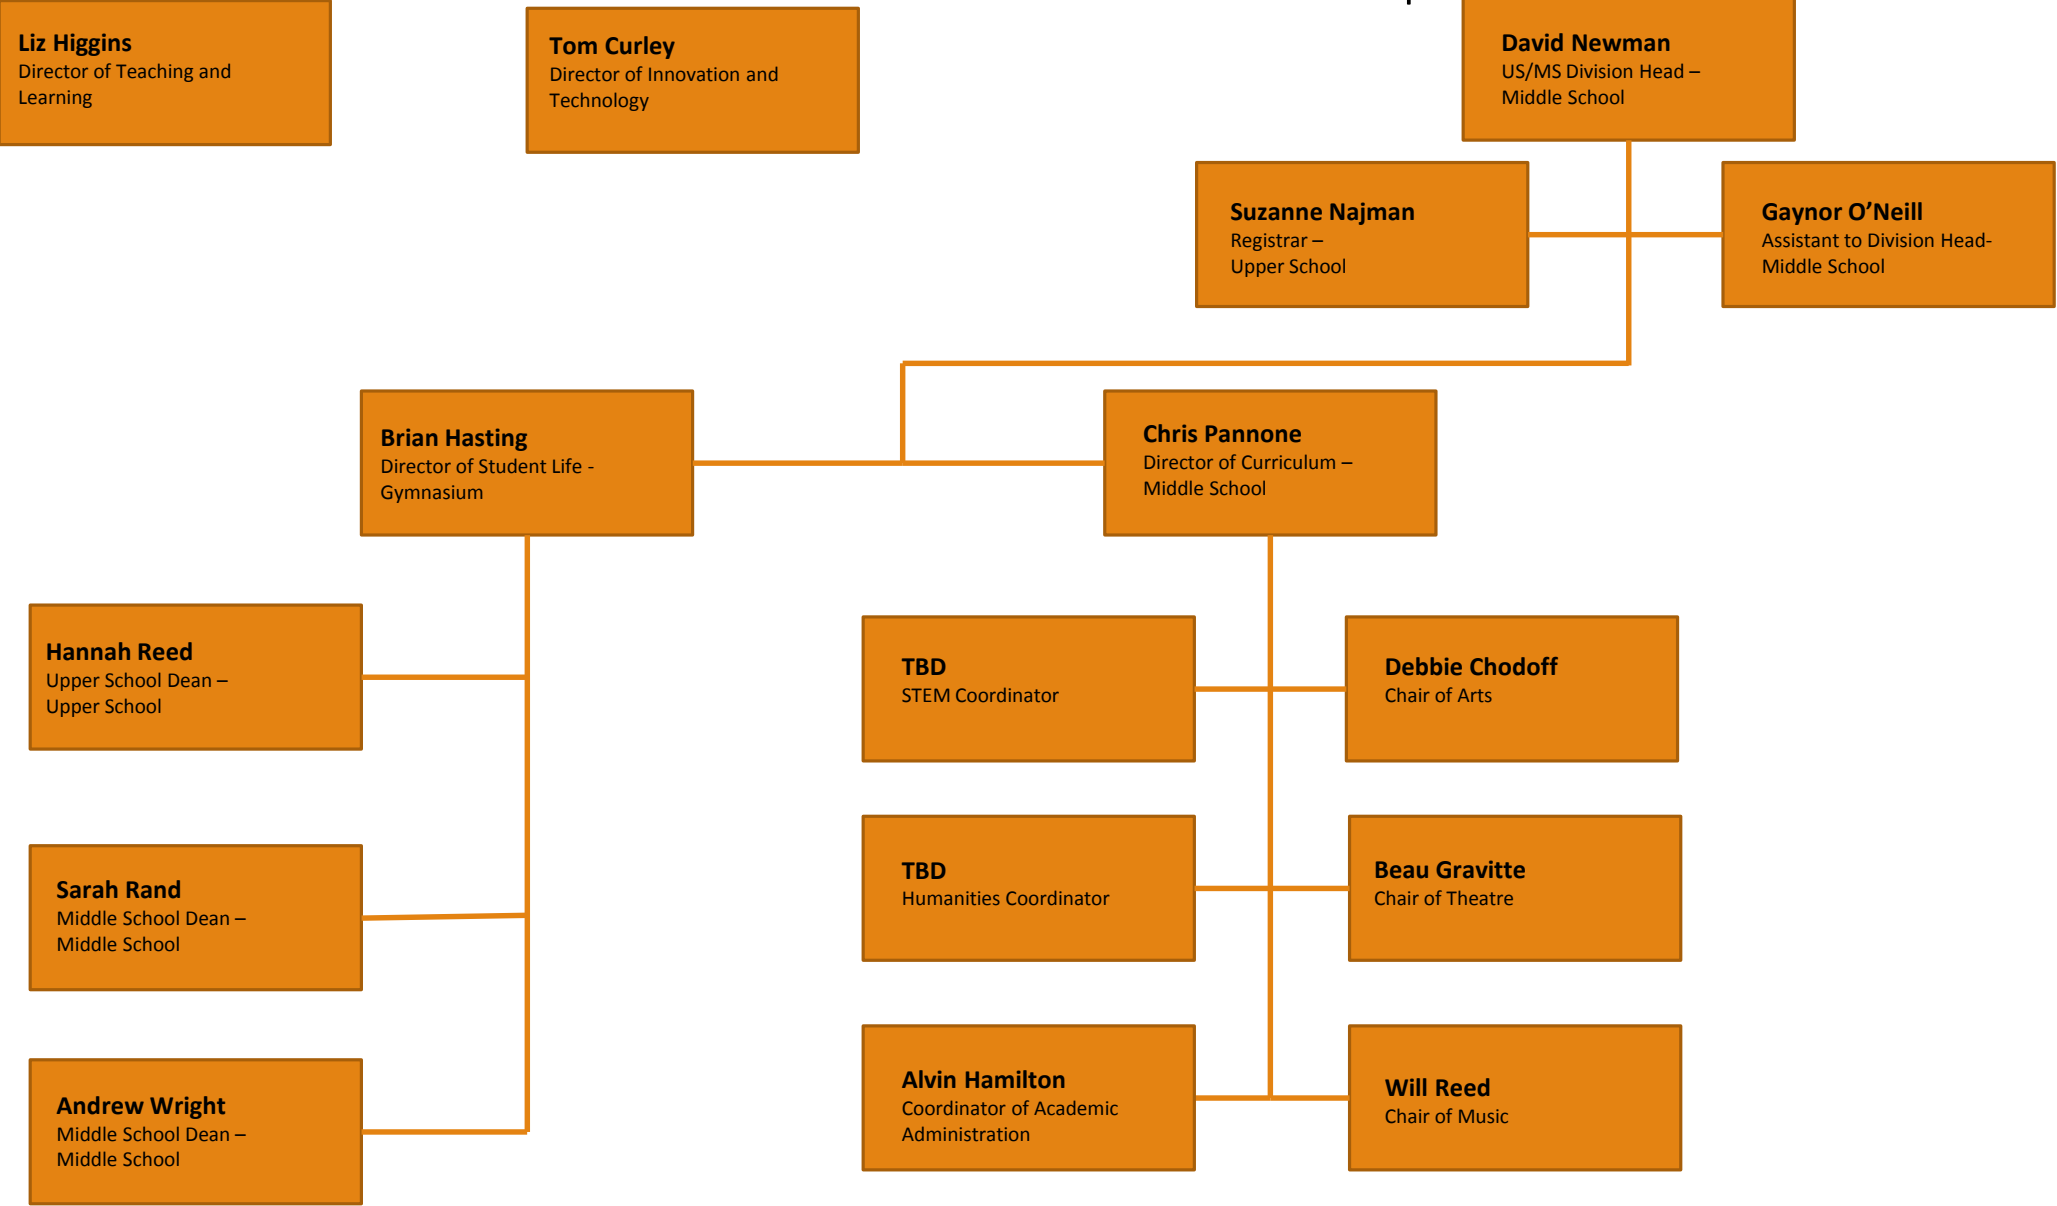 Liz Higgins
Director of Teaching and
Learning
Tom Curley
Director of Innovation and
Technology
David Newman
US/MS Division Head –
Middle School
Suzanne Najman
Registrar –
Upper School
Gaynor O’Neill
Assistant to Division Head-
Middle School
Brian Hasting
Director of Student Life -
Gymnasium
Chris Pannone
Director of Curriculum –
Middle School
Hannah Reed
Upper School Dean –
Upper School
TBD
STEM Coordinator
Debbie Chodoff
Chair of Arts
Sarah Rand
Middle School Dean –
Middle School
TBD
Humanities Coordinator
Beau Gravitte
Chair of Theatre
Andrew Wright
Middle School Dean –
Middle School
Alvin Hamilton
Coordinator of Academic
Administration
Will Reed
Chair of Music